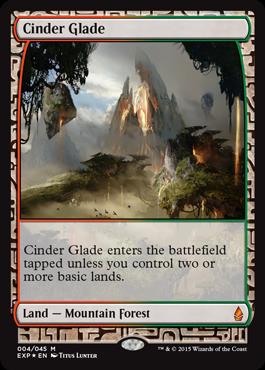 Cinder Glade
Cinder Glade enters the battlefield
tapped unless you control two or
more basic lands.
Land — Mountain Forest
004/045 M
EXP ★ EN Titus Lunter
™ & © 2015 Wizards of the Coast